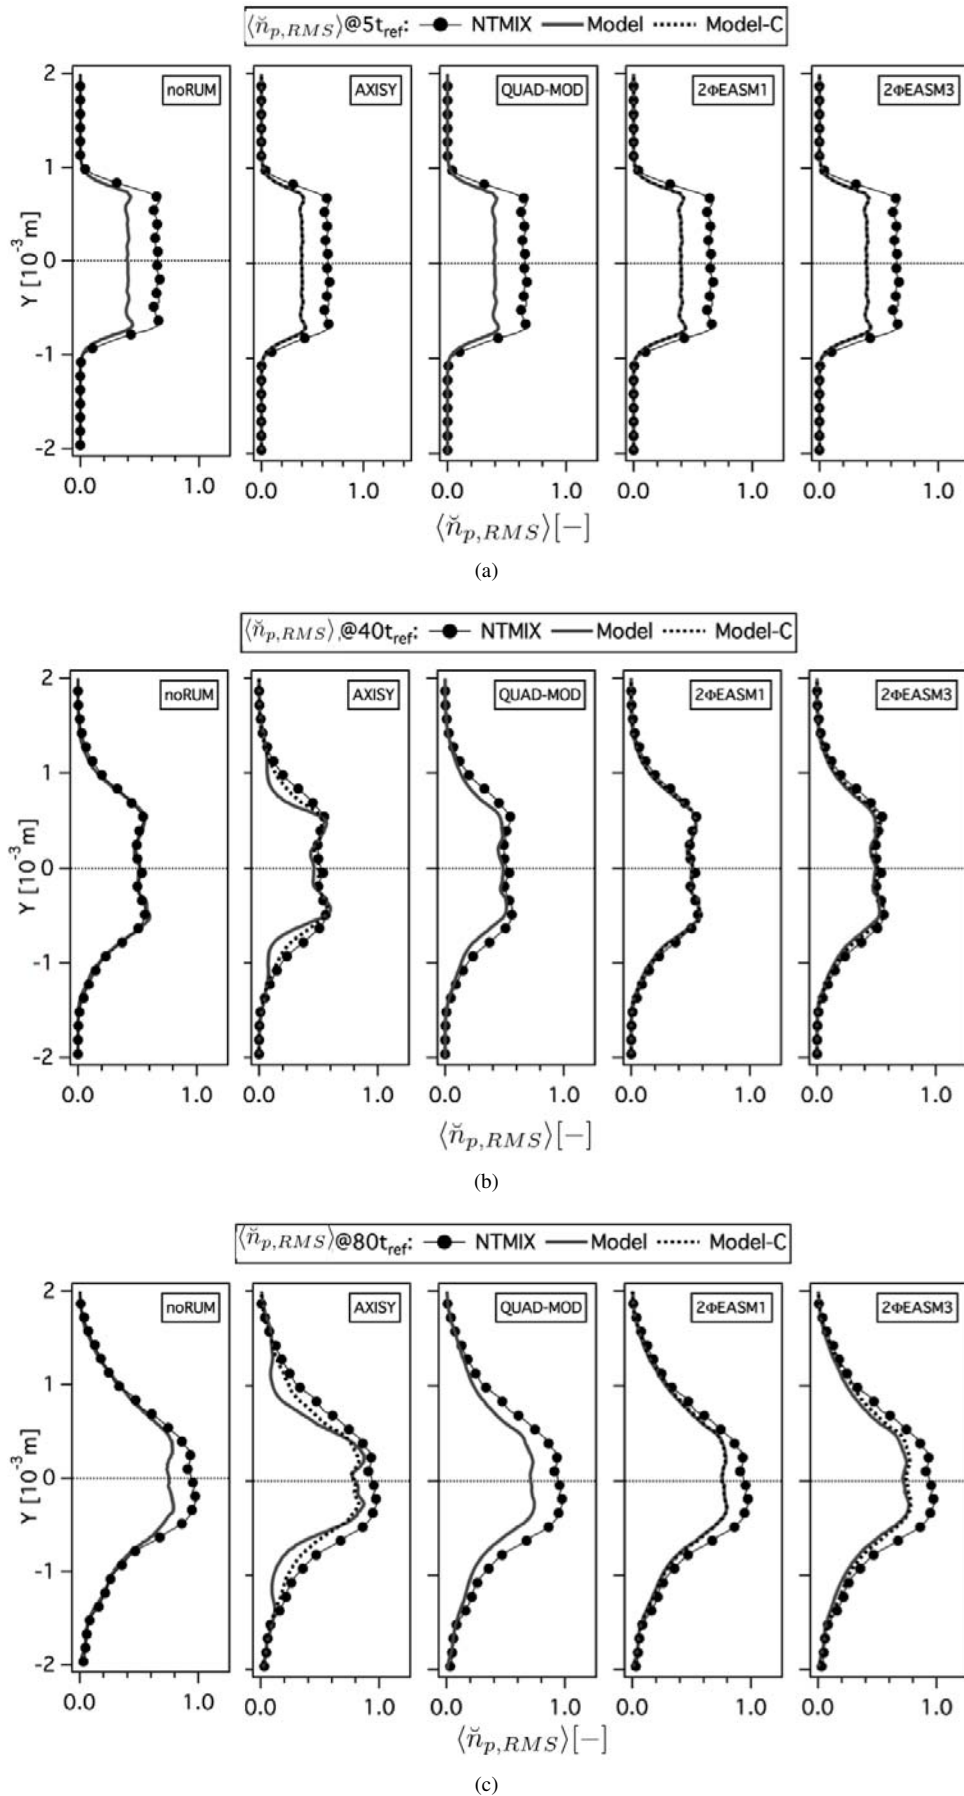 ⟨n̆p,RMS⟩@5tref: NTMIX Model Model-C
noRUM AXISY QUAD-MOD 2ΦEASM1 2ΦEASM3
2
1
0
-1
-2
Y [10⁻³m]
0.0 1.0 0.0 1.0 0.0 1.0 0.0 1.0 0.0 1.0
⟨n̆p,RMS⟩[−]
(a)
⟨n̆p,RMS⟩,@40tref: NTMIX Model Model-C
noRUM AXISY QUAD-MOD 2ΦEASM1 2ΦEASM3
2
1
0
-1
-2
Y [10⁻³m]
0.0 1.0 0.0 1.0 0.0 1.0 0.0 1.0 0.0 1.0
⟨n̆p,RMS⟩[−]
(b)
⟨n̆p,RMS⟩@80tref: NTMIX Model Model-C
noRUM AXISY QUAD-MOD 2ΦEASM1 2ΦEASM3
2
1
0
-1
-2
Y [10⁻³m]
0.0 1.0 0.0 1.0 0.0 1.0 0.0 1.0 0.0 1.0
⟨n̆p,RMS⟩[−]
(c)